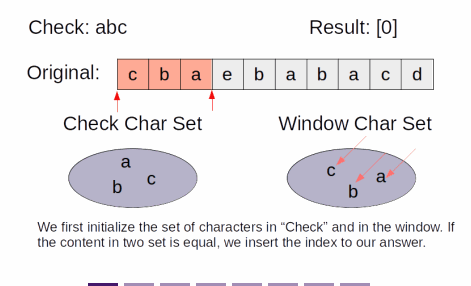 Check: abc Result: [0]
Original: c b a e b a b a c d
Check Char Set Window Char Set
a c
b c a
b
We first initialize the set of characters in “Check” and in the window. If
the content in two set is equal, we insert the index to our answer.